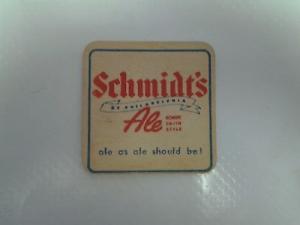 Schmidt's
OF PHILADELPHIA
Ale
ale as ale should be!